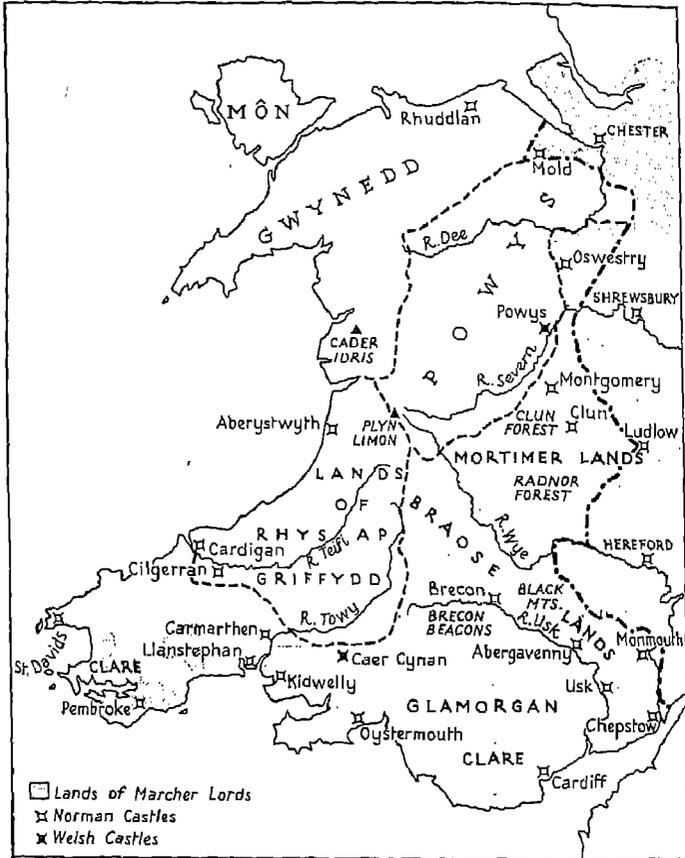 MÔN
Rhuddlan
CHESTER
Mold
GWYNEDD
R. Dee
POWIS
Oswestry
SHREWSBURY
Powys
CADER
IDRIS
R. Severn
Montgomery
Aberystwyth
PLYN
LIMON
CLUN
FOREST
Clun
Ludlow
MORTIMER LANDS
RADNOR
FOREST
LANDS
OF
RHYS AP
GRIFFYDD
BRAOSE
LANDS
R. Wye
R. Teifi
Cardigan
Cilgerran
HEREFORD
Brecon
BLACK
MTS.
R. Usk
BRECON
BEACONS
R. Towy
Carmarthen
Llanstephan
Monmouth
Abergavenny
St. Davids
CLARE
Caer Cynan
Kidwelly
Usk
Pembroke
GLAMORGAN
Oystermouth
Chepstow
CLARE
Cardiff
Lands of Marcher Lords
Norman Castles
Welsh Castles